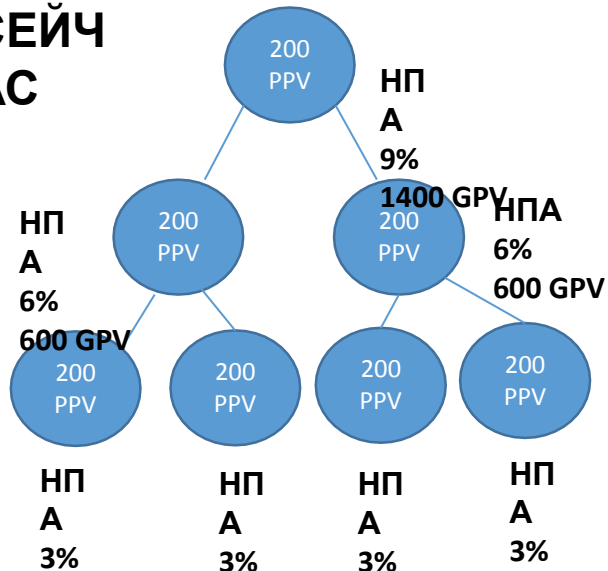 СЕЙЧ
АС
200
PPV
НП
А
9%
1400 GPV
200
PPV
200
PPV
НП
А
6%
600 GPV
НПА
6%
600 GPV
200
PPV
200
PPV
200
PPV
200
PPV
НП
А
3%
НП
А
3%
НП
А
3%
НП
А
3%